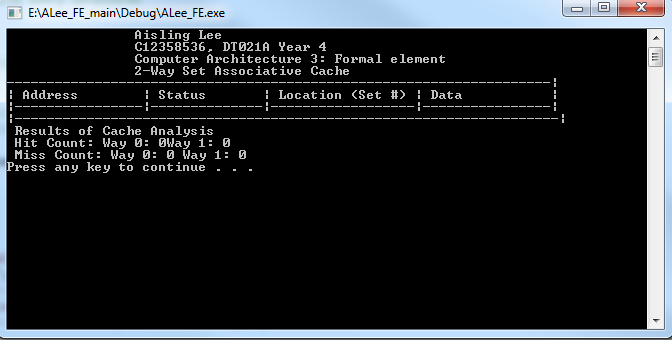 E:\ALee_FE_main\Debug\ALee_FE.exe
Aisling Lee
C12358536, DT021A Year 4
Computer Architecture 3: Formal element
2-Way Set Associative Cache
----------------------------------------------------------------------¦
¦ Address ¦ Status ¦ Location (Set #) ¦ Data ¦
¦-----------------¦--------------¦-------------------¦----------------¦
¦----------------------------------------------------------------------¦
Results of Cache Analysis
Hit Count: Way 0: 0Way 1: 0
Miss Count: Way 0: 0 Way 1: 0
Press any key to continue . . .